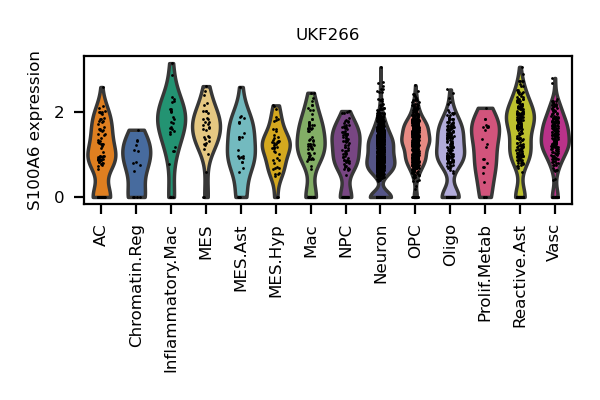 UKF266
S100A6 expression
2
0
AC
Chromatin.Reg
Inflammatory.Mac
MES
MES.Ast
MES.Hyp
Mac
NPC
Neuron
OPC
Oligo
Prolif.Metab
Reactive.Ast
Vasc